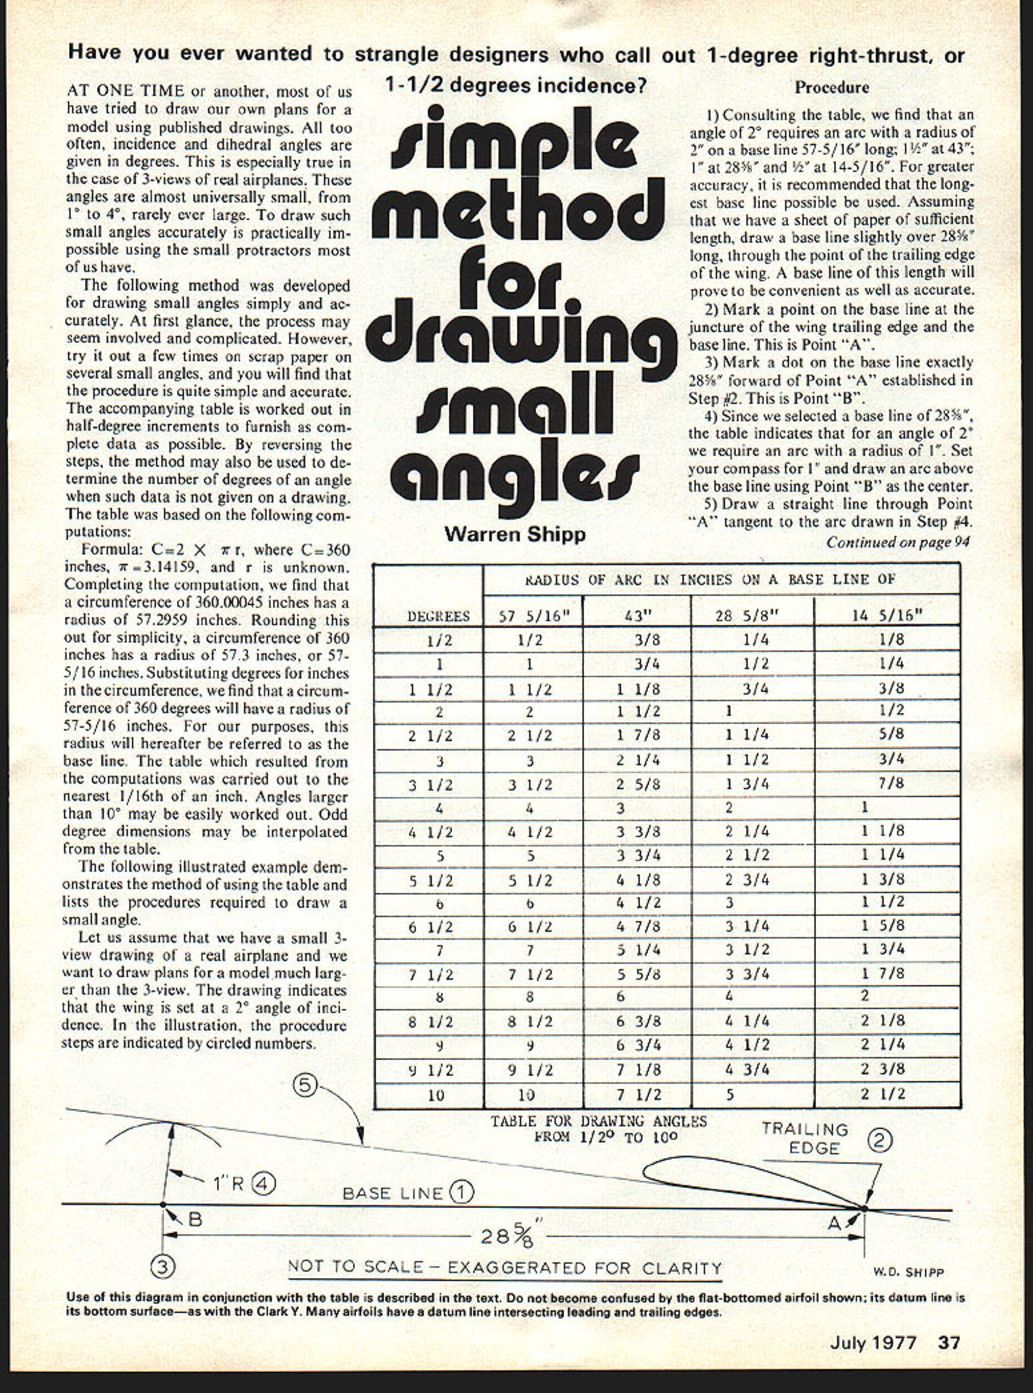 Have you ever wanted to strangle designers who call out 1-degree right-thrust, or
1-1/2 degrees incidence?
AT ONE TIME or another, most of us
have tried to draw our own plans for a
model using published drawings. All too
often, incidence and dihedral angles are
given in degrees. This is especially true in
the case of 3-views of real airplanes. These
angles are almost universally small, from
1° to 4°, rarely ever large. To draw such
small angles accurately is practically im-
possible using the small protractors most
of us have.
The following method was developed
for drawing small angles simply and ac-
curately. At first glance, the process may
seem involved and complicated. However,
try it out a few times on scrap paper on
several small angles, and you will find that
the procedure is quite simple and accurate.
The accompanying table is worked out in
half-degree increments to furnish as com-
plete data as possible. By reversing the
steps, the method may also be used to de-
termine the number of degrees of an angle
when such data is not given on a drawing.
The table was based on the following com-
putations:
Formula: C=2 X π r, where C=360
inches, π=3.14159, and r is unknown.
Completing the computation, we find that
a circumference of 360.00045 inches has a
radius of 57.2959 inches. Rounding this
out for simplicity, a circumference of 360
inches has a radius of 57.3 inches, or 57-
5/16 inches. Substituting degrees for inches
in the circumference, we find that a circum-
ference of 360 degrees will have a radius of
57-5/16 inches. For our purposes, this
radius will hereafter be referred to as the
base line. The table which resulted from
the computations was carried out to the
nearest 1/16th of an inch. Angles larger
than 10° may be easily worked out. Odd
degree dimensions may be interpolated
from the table.
The following illustrated example dem-
onstrates the method of using the table and
lists the procedures required to draw a
small angle.
Let us assume that we have a small 3-
view drawing of a real airplane and we
want to draw plans for a model much larg-
er than the 3-view. The drawing indicates
that the wing is set at a 2° angle of inci-
dence. In the illustration, the procedure
steps are indicated by circled numbers.
simple
method
for
drawing
small
angles
Warren Shipp
Procedure
1) Consulting the table, we find that an
angle of 2° requires an arc with a radius of
2″ on a base line 57-5/16″ long; 1½″ at 43″;
1″ at 28⅝″ and ½″ at 14-5/16″. For greater
accuracy, it is recommended that the long-
est base line possible be used. Assuming
that we have a sheet of paper of sufficient
length, draw a base line slightly over 28⅝″
long, through the point of the trailing edge
of the wing. A base line of this length will
prove to be convenient as well as accurate.
2) Mark a point on the base line at the
juncture of the wing trailing edge and the
base line. This is Point "A".
3) Mark a dot on the base line exactly
28⅝″ forward of Point "A" established in
Step #2. This is Point "B".
4) Since we selected a base line of 28⅝″,
the table indicates that for an angle of 2°
we require an arc with a radius of 1″. Set
your compass for 1″ and draw an arc above
the base line using Point "B" as the center.
5) Draw a straight line through Point
"A" tangent to the arc drawn in Step #4.
Continued on page 94
RADIUS OF ARC IN INCHES ON A BASE LINE OF
DEGREES 57 5/16" 43" 28 5/8" 14 5/16"
1/2 1/2 3/8 1/4 1/8
1 1 3/4 1/2 1/4
1 1/2 1 1/2 1 1/8 3/4 3/8
2 2 1 1/2 1 1/2
2 1/2 2 1/2 1 7/8 1 1/4 5/8
3 3 2 1/4 1 1/2 3/4
3 1/2 3 1/2 2 5/8 1 3/4 7/8
4 4 3 2 1
4 1/2 4 1/2 3 3/8 2 1/4 1 1/8
5 5 3 3/4 2 1/2 1 1/4
5 1/2 5 1/2 4 1/8 2 3/4 1 3/8
6 6 4 1/2 3 1 1/2
6 1/2 6 1/2 4 7/8 3 1/4 1 5/8
7 7 5 1/4 3 1/2 1 3/4
7 1/2 7 1/2 5 5/8 3 3/4 1 7/8
8 8 6 4 2
8 1/2 8 1/2 6 3/8 4 1/4 2 1/8
9 9 6 3/4 4 1/2 2 1/4
9 1/2 9 1/2 7 1/8 4 3/4 2 3/8
10 10 7 1/2 5 2 1/2
TABLE FOR DRAWING ANGLES
FROM 1/2° TO 10°
5
TRAILING
EDGE
2
1"R 4
BASE LINE 1
B
A
28⅝"
3
NOT TO SCALE – EXAGGERATED FOR CLARITY
W.D. SHIPP
Use of this diagram in conjunction with the table is described in the text. Do not become confused by the flat-bottomed airfoil shown; its datum line is
its bottom surface—as with the Clark Y. Many airfoils have a datum line intersecting leading and trailing edges.
July 1977 37